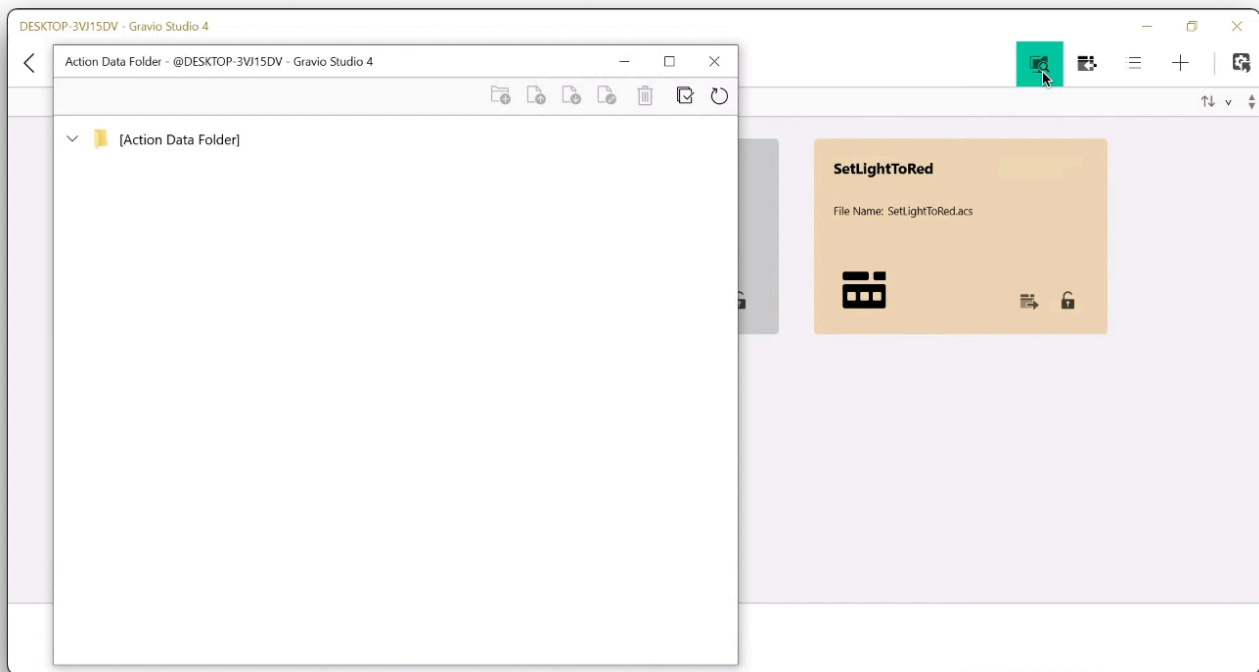 DESKTOP-3VJ15DV - Gravio Studio 4
Action Data Folder - @DESKTOP-3VJ15DV - Gravio Studio 4
[Action Data Folder]
SetLightToRed
File Name: SetLightToRed.acs